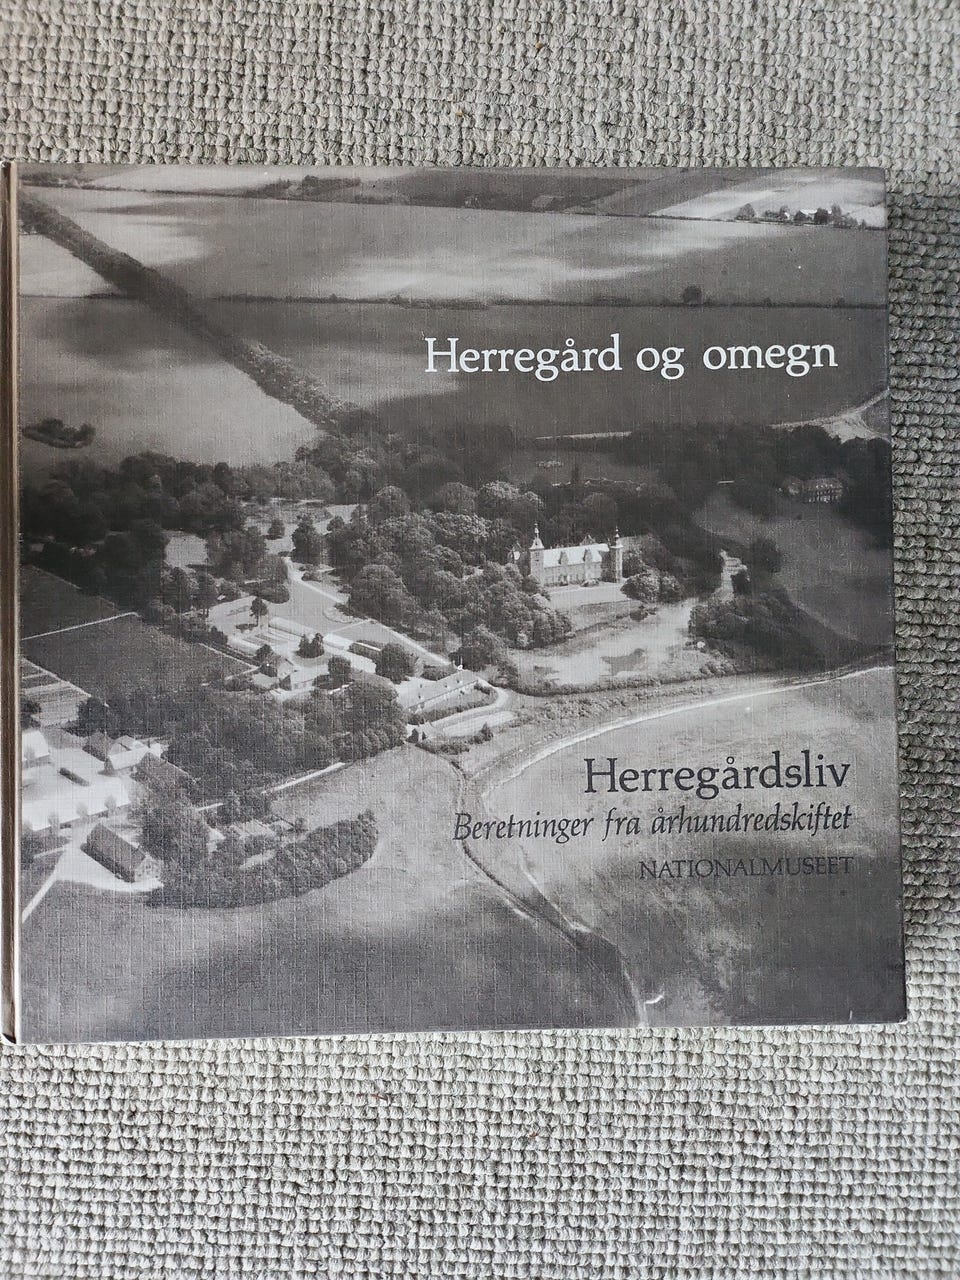 Herregård og omegn
Herregårdsliv
Beretninger fra århundredskiftet
NATIONALMUSEET